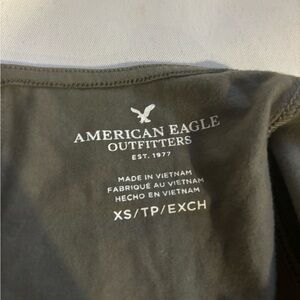 AMERICAN EAGLE
OUTFITTERS
EST. 1977
MADE IN VIETNAM
FABRIQUÉ AU VIETNAM
HECHO EN VIETNAM
XS/TP/EXCH